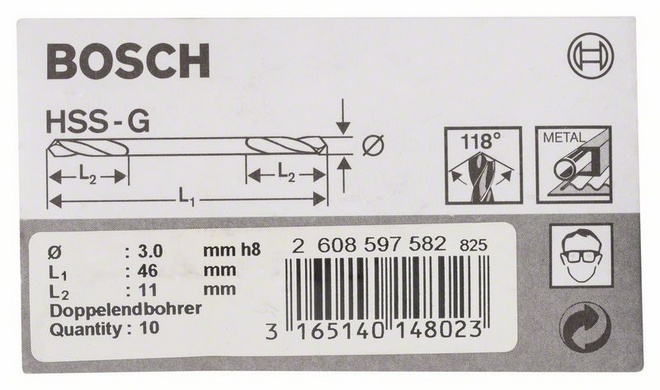 BOSCH
HSS-G
118°
METAL
Ø
L2
L2
L1
Ø : 3.0 mm h8
L1 : 46 mm
L2 : 11 mm
Doppelendbohrer
Quantity : 10
2 608 597 582 825
3 165140 148023